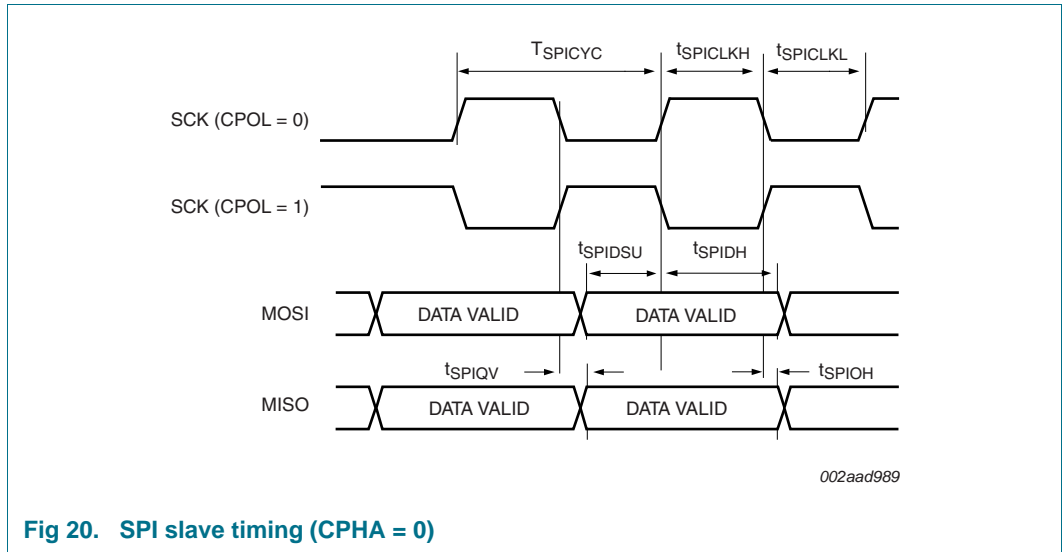 TSPICYC tSPICLKH tSPICLKL
SCK (CPOL = 0)
SCK (CPOL = 1)
tSPIDSU tSPIDH
MOSI DATA VALID DATA VALID
tSPIQV tSPIOH
MISO DATA VALID DATA VALID
002aad989
Fig 20. SPI slave timing (CPHA = 0)